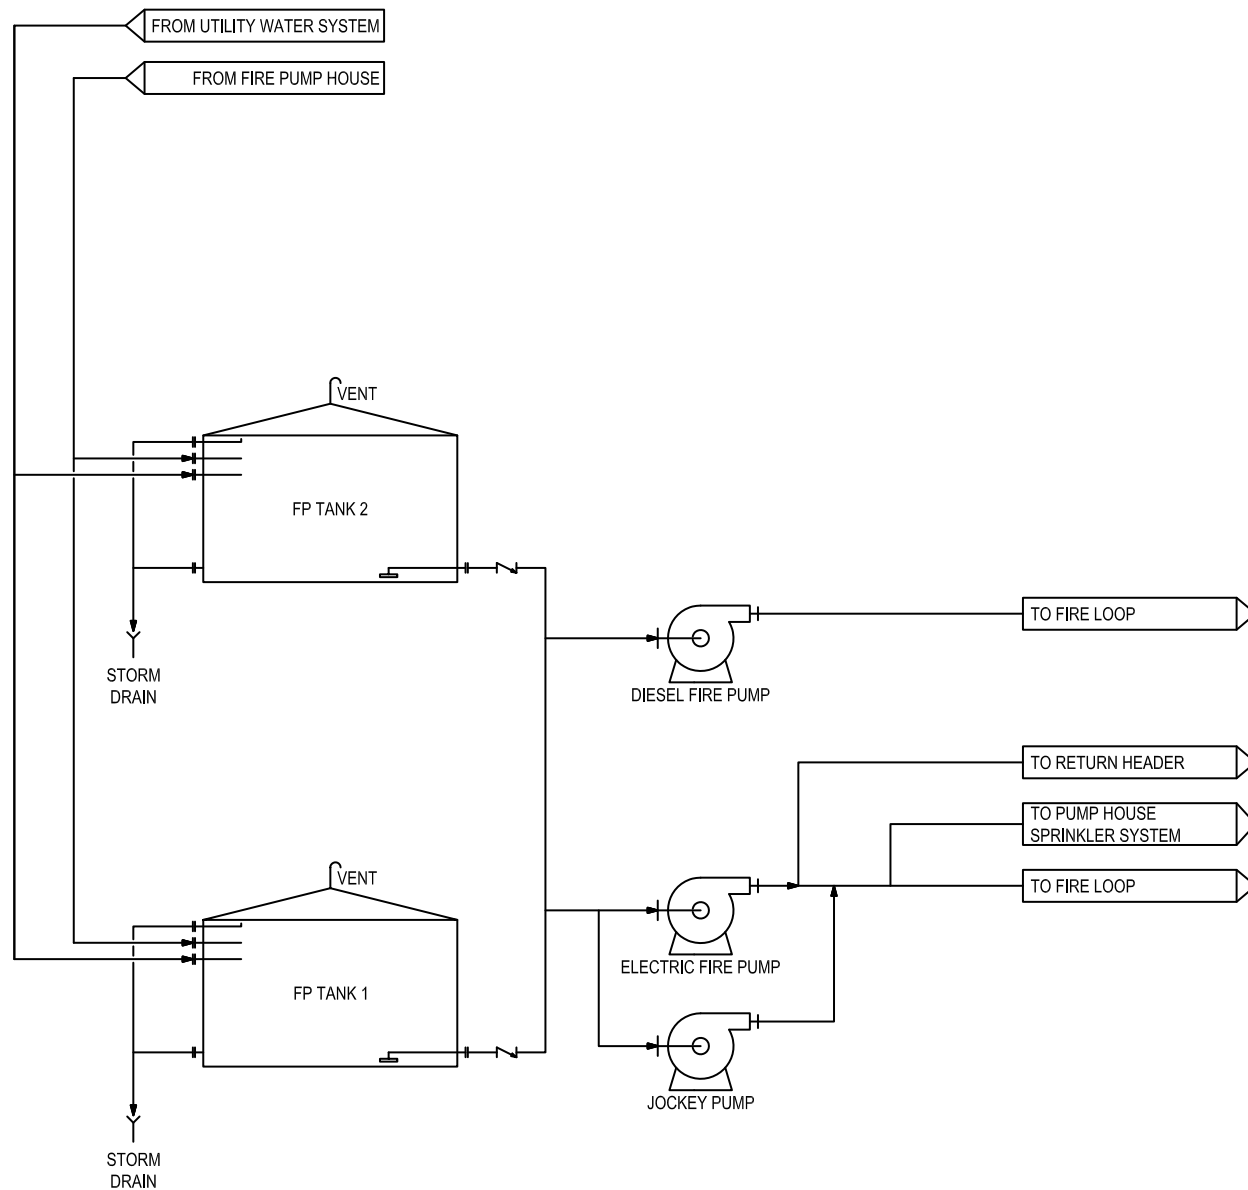 FROM UTILITY WATER SYSTEM
FROM FIRE PUMP HOUSE
VENT
FP TANK 2
STORM
DRAIN
TO FIRE LOOP
DIESEL FIRE PUMP
TO RETURN HEADER
TO PUMP HOUSE
SPRINKLER SYSTEM
TO FIRE LOOP
VENT
FP TANK 1
ELECTRIC FIRE PUMP
JOCKEY PUMP
STORM
DRAIN